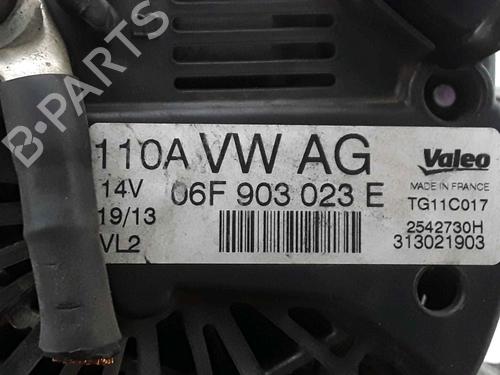 B-PARTS
110A VW AG
14V 06F 903 023 E
19/13
VL2
Valeo
MADE IN FRANCE
TG11C017
2542730H
313021903